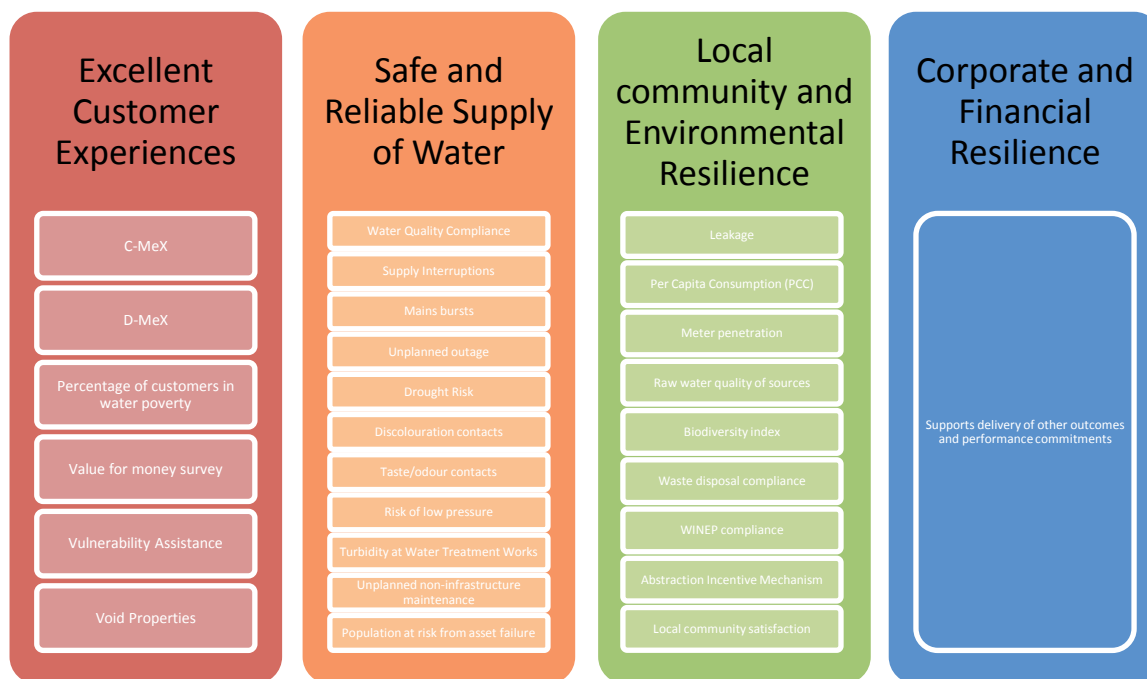 Excellent
Customer
Experiences
C-MeX
D-MeX
Percentage of customers in
water poverty
Value for money survey
Vulnerability Assistance
Void Properties
Safe and
Reliable Supply
of Water
Water Quality Compliance
Supply Interruptions
Mains bursts
Unplanned outage
Drought Risk
Discolouration contacts
Taste/odour contacts
Risk of low pressure
Turbidity at Water Treatment Works
Unplanned non-infrastructure
maintenance
Population at risk from asset failure
Local
community and
Environmental
Resilience
Leakage
Per Capita Consumption (PCC)
Meter penetration
Raw water quality of sources
Biodiversity index
Waste disposal compliance
WINEP compliance
Abstraction Incentive Mechanism
Local community satisfaction
Corporate and
Financial
Resilience
Supports delivery of other outcomes
and performance commitments